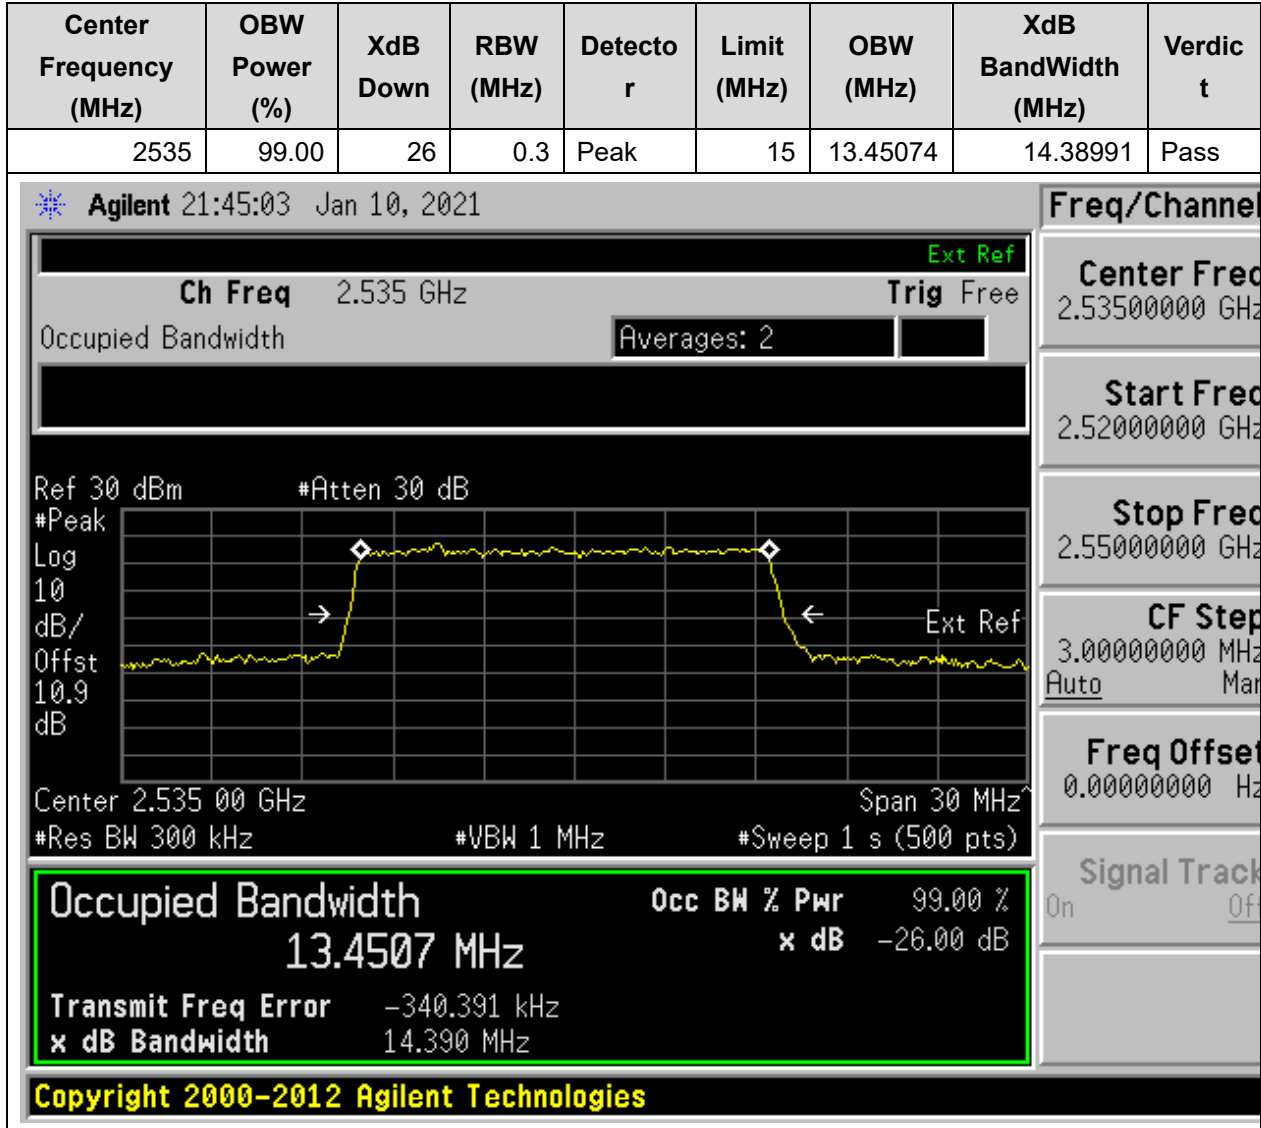 Center Frequency (MHz) OBW Power (%) XdB Down RBW (MHz) Detecto r Limit (MHz) OBW (MHz) XdB BandWidth (MHz) Verdic t
2535 99.00 26 0.3 Peak 15 13.45074 14.38991 Pass
Agilent 21:45:03 Jan 10, 2021
Freq/Channel
Ext Ref
Ch Freq 2.535 GHz Trig Free
Occupied Bandwidth Averages: 2
Center Freq
2.53500000 GHz
Start Freq
2.52000000 GHz
Stop Freq
2.55000000 GHz
CF Step
3.00000000 MHz
Auto Man
Freq Offset
0.00000000 Hz
Signal Track
On Off
Ref 30 dBm #Atten 30 dB
#Peak
Log
10
dB/
Offst
10.9
dB
Ext Ref
Center 2.535 00 GHz Span 30 MHz^
#Res BW 300 kHz #VBW 1 MHz #Sweep 1 s (500 pts)
Occupied Bandwidth
13.4507 MHz
Occ BW % Pwr 99.00 %
x dB -26.00 dB
Transmit Freq Error -340.391 kHz
x dB Bandwidth 14.390 MHz
Copyright 2000-2012 Agilent Technologies